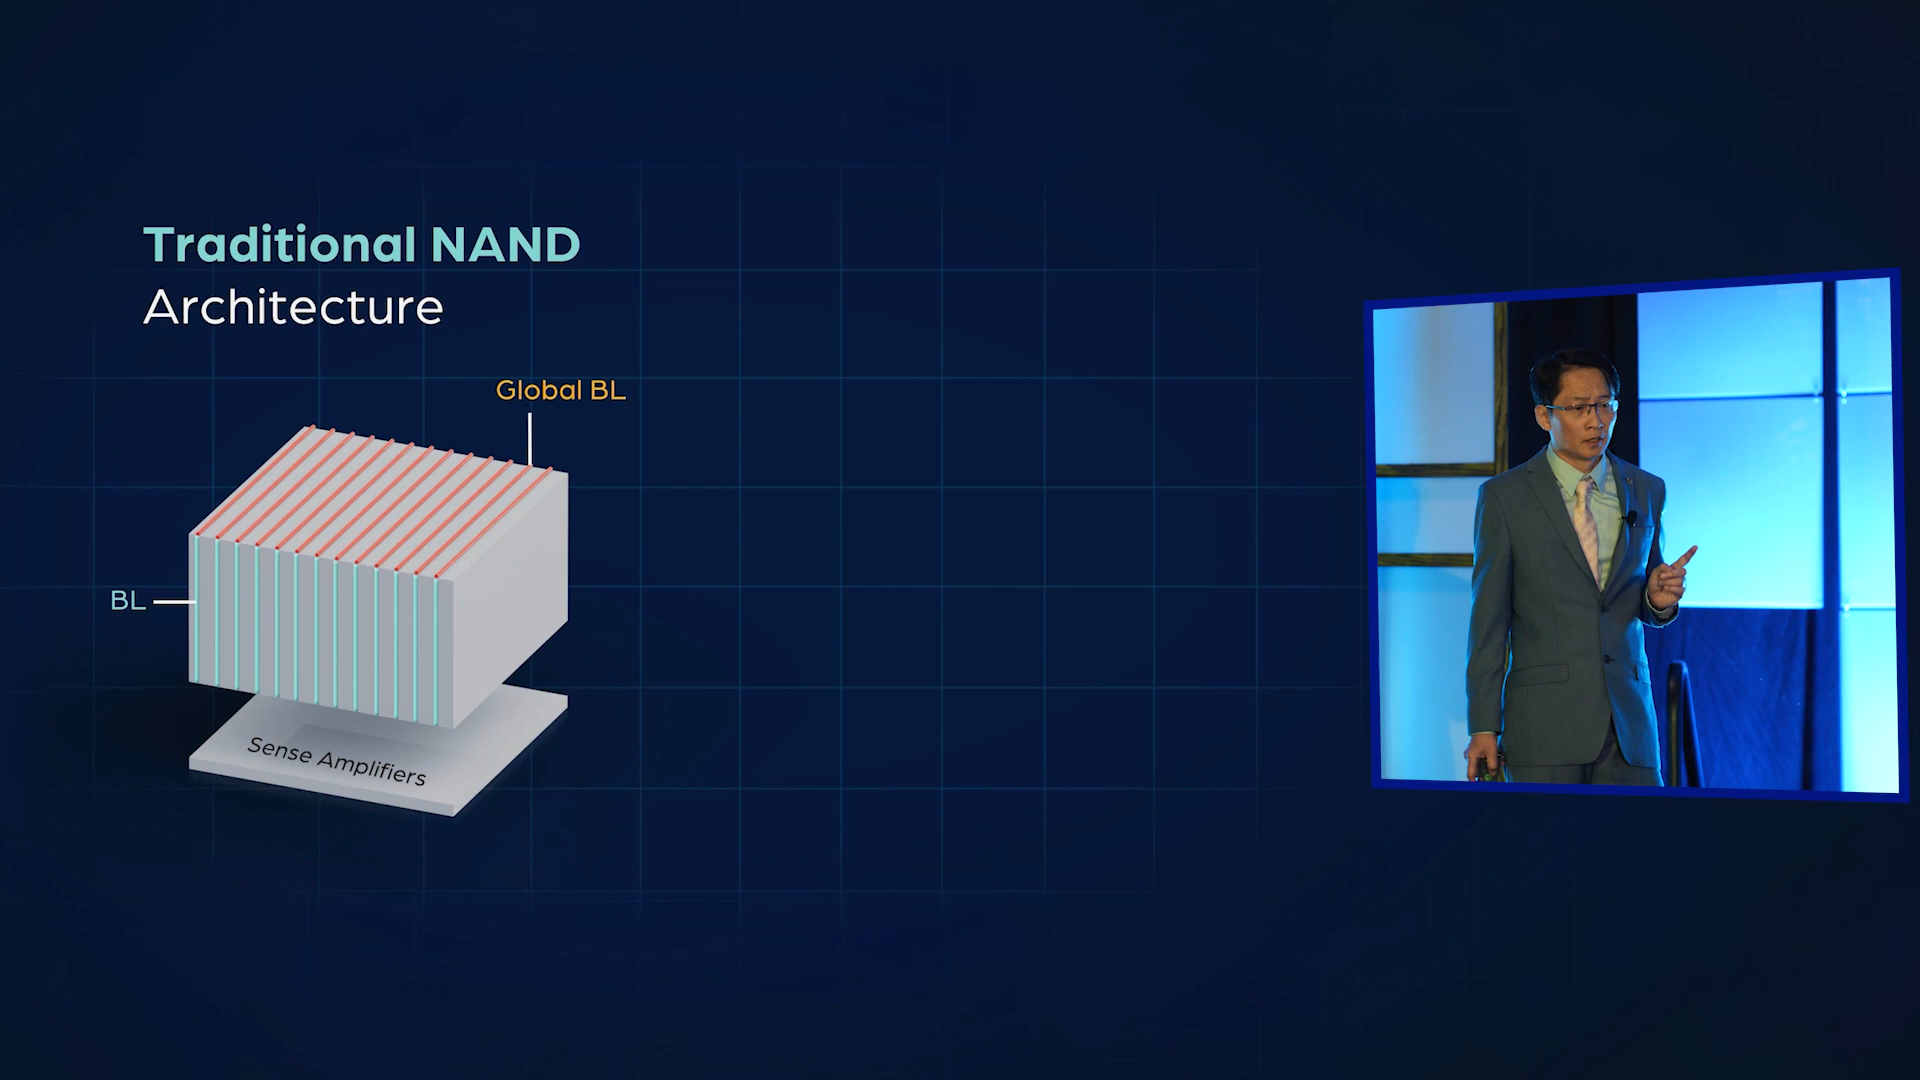 Traditional NAND
Architecture
Global BL
BL
Sense Amplifiers